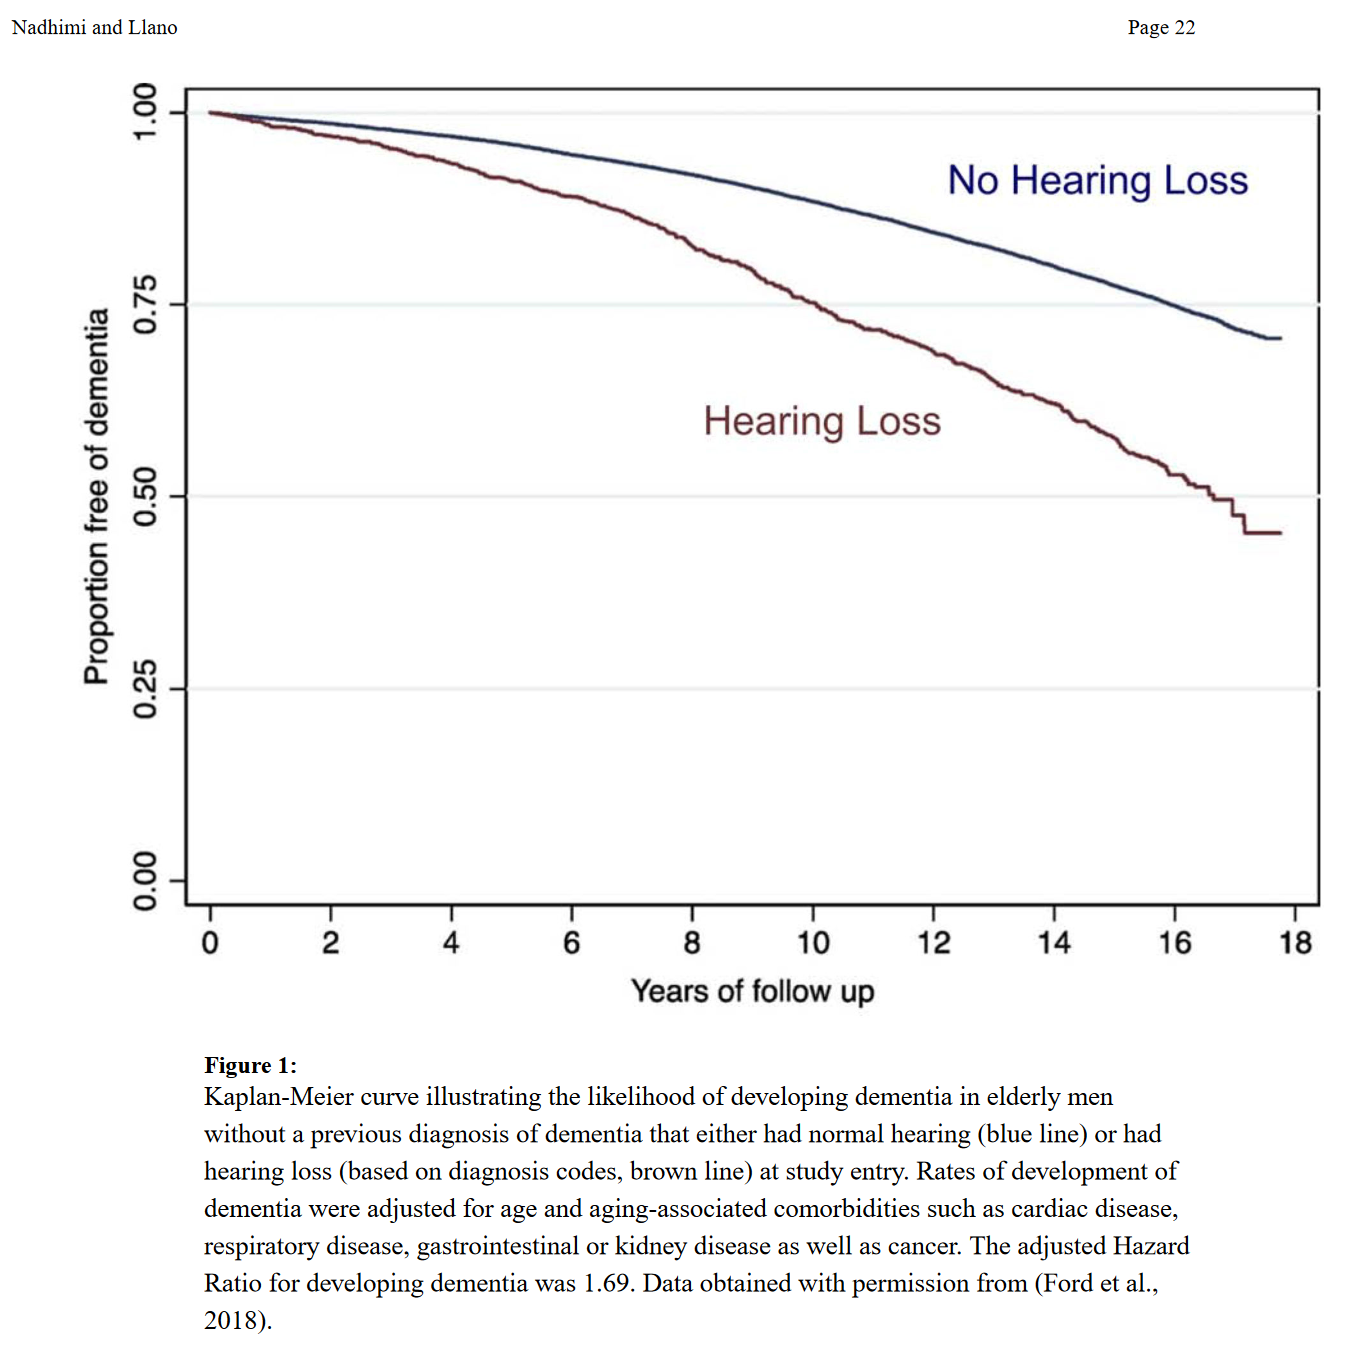 Nadhimi and Llano
Page 22
1.00
0.75
0.50
0.25
0.00
Proportion free of dementia
No Hearing Loss
Hearing Loss
0 2 4 6 8 10 12 14 16 18
Years of follow up
Figure 1:
Kaplan-Meier curve illustrating the likelihood of developing dementia in elderly men
without a previous diagnosis of dementia that either had normal hearing (blue line) or had
hearing loss (based on diagnosis codes, brown line) at study entry. Rates of development of
dementia were adjusted for age and aging-associated comorbidities such as cardiac disease,
respiratory disease, gastrointestinal or kidney disease as well as cancer. The adjusted Hazard
Ratio for developing dementia was 1.69. Data obtained with permission from (Ford et al.,
2018).